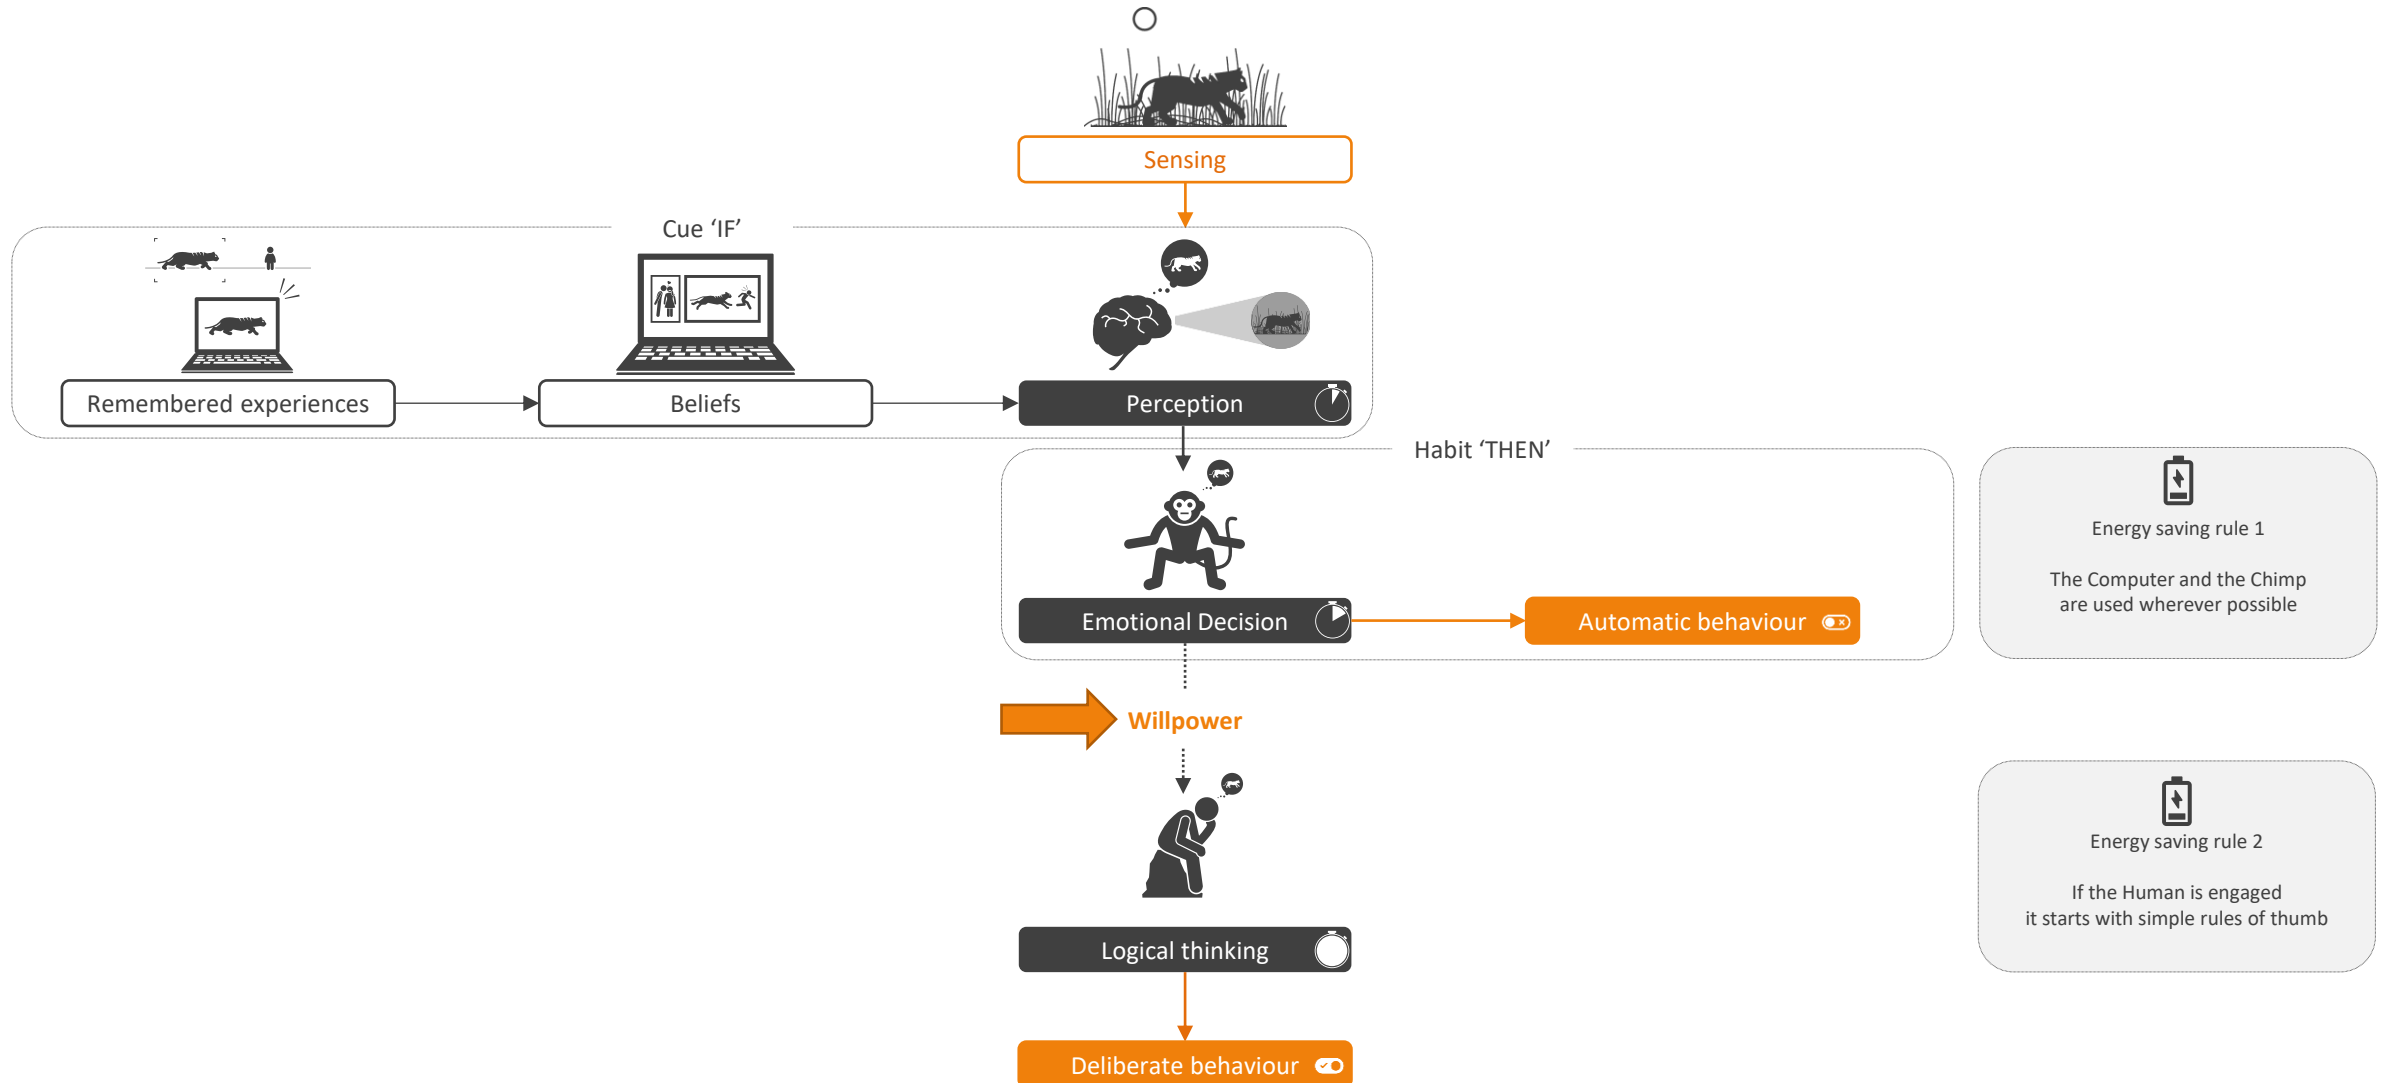 Sensing
Cue ‘IF’
Remembered experiences
Beliefs
Perception
Habit ‘THEN’
Emotional Decision
Automatic behaviour
Energy saving rule 1
The Computer and the Chimp
are used wherever possible
Willpower
Energy saving rule 2
If the Human is engaged
it starts with simple rules of thumb
Logical thinking
Deliberate behaviour